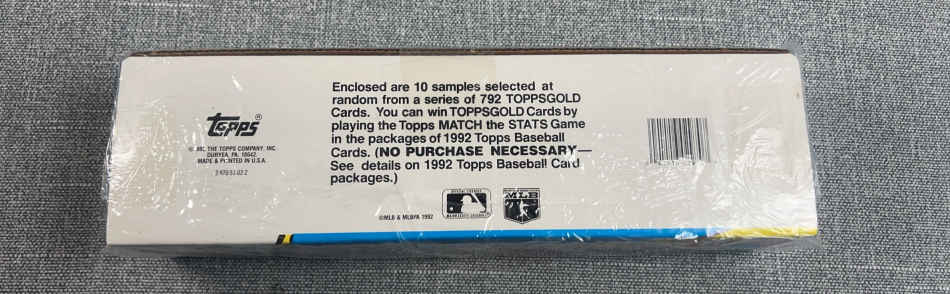 Enclosed are 10 samples selected at
random from a series of 792 TOPPSGOLD
Cards. You can win TOPPSGOLD Cards by
playing the Topps MATCH the STATS Game
in the packages of 1992 Topps Baseball
Cards. (NO PURCHASE NECESSARY—
See details on 1992 Topps Baseball Card
packages.)
Topps®
THE TOPPS COMPANY, INC.
DURYEA, PA. 18642
MADE & PRINTED IN U.S.A.
©MLB & MLBPA 1992
MLB